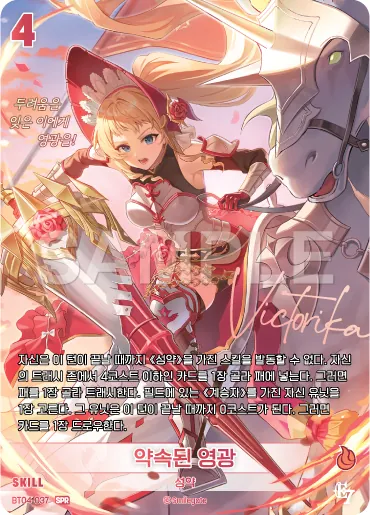 4
두려움을
잊은 이에게
영광을!
SAMPLE
Victorika
자신은 이 턴이 끝날 때까지 《성약》을 가진 스킬을 발동할 수 없다. 자신
의 트래시 존에서 4코스트 이하인 카드를 1장 골라 패에 넣는다. 그러면
패를 1장 골라 트래시한다. 필드에 있는 《계승자》를 가진 자신 유닛을
1장 고른다. 그 유닛은 이 턴이 끝날 때까지 0코스트가 된다. 그러면
카드를 1장 드로우한다.
약속된 영광
SKILL
성약
BT04-037 SPR
©Smilegate